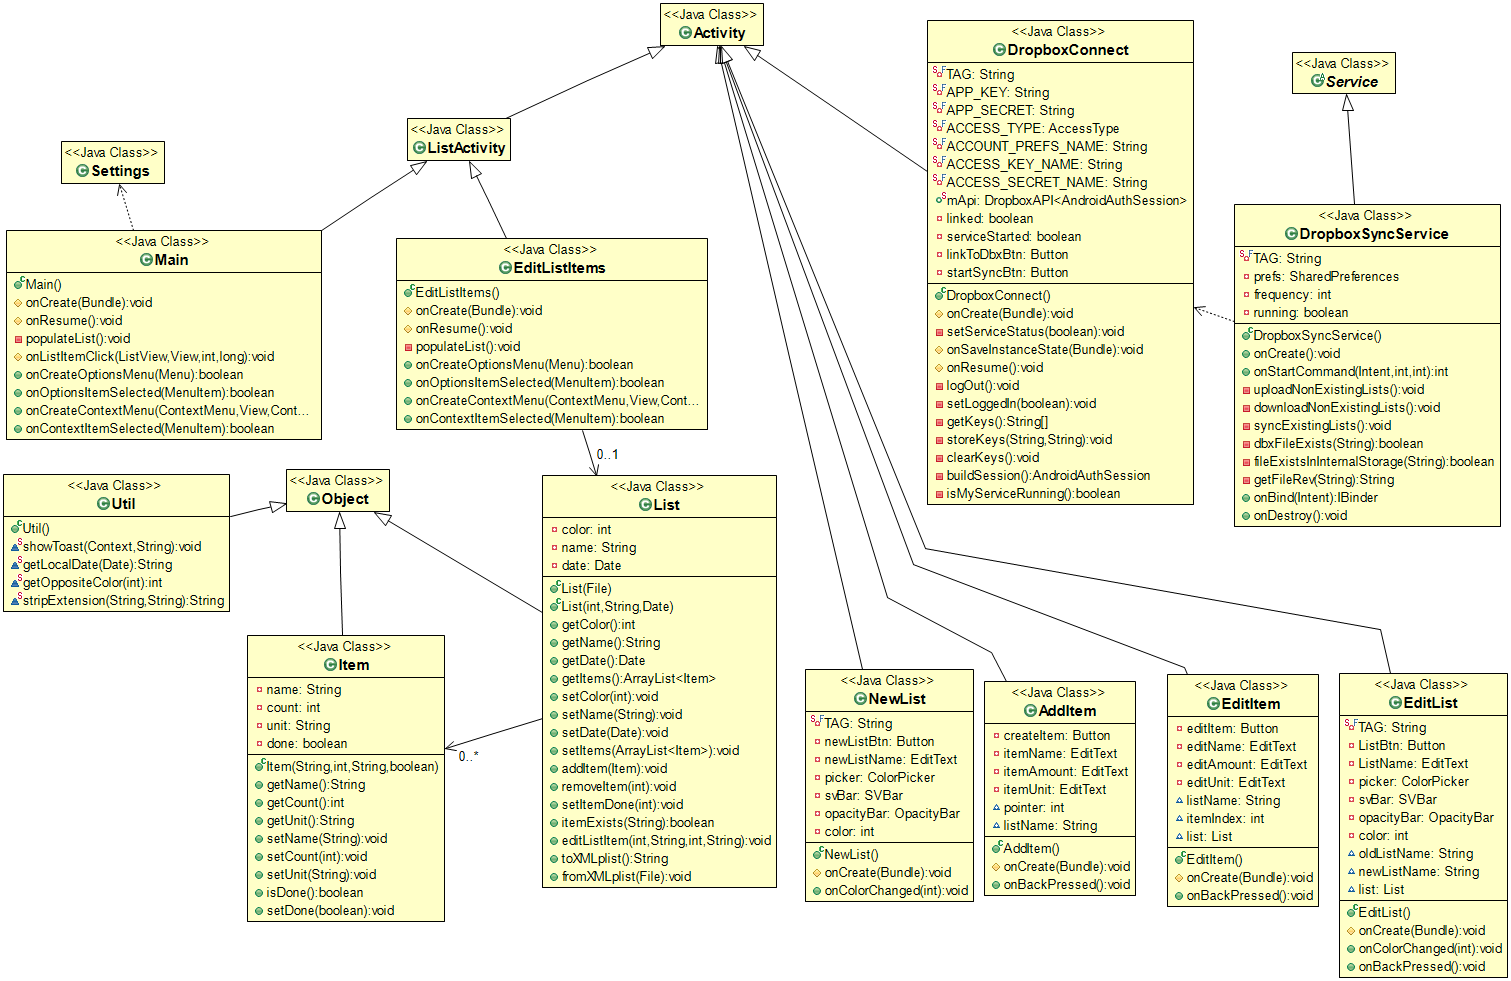 <<Java Class>>
Activity
<<Java Class>>
DropboxConnect
TAG: String
APP_KEY: String
APP_SECRET: String
ACCESS_TYPE: AccessType
ACCOUNT_PREFS_NAME: String
ACCESS_KEY_NAME: String
ACCESS_SECRET_NAME: String
mApi: DropboxAPI<AndroidAuthSession>
linked: boolean
serviceStarted: boolean
linkToDbxBtn: Button
startSyncBtn: Button
DropboxConnect()
onCreate(Bundle):void
setServiceStatus(boolean):void
onSaveInstanceState(Bundle):void
onResume():void
logOut():void
setLoggedIn(boolean):void
getKeys():String[]
storeKeys(String,String):void
clearKeys():void
buildSession():AndroidAuthSession
isMyServiceRunning():boolean
<<Java Class>>
Service
<<Java Class>>
ListActivity
<<Java Class>>
Settings
<<Java Class>>
DropboxSyncService
TAG: String
prefs: SharedPreferences
frequency: int
running: boolean
DropboxSyncService()
onCreate():void
onStartCommand(Intent,int,int):int
uploadNonExistingLists():void
downloadNonExistingLists():void
syncExistingLists():void
dbxFileExists(String):boolean
fileExistsInInternalStorage(String):boolean
getFileRev(String):String
onBind(Intent):IBinder
onDestroy():void
<<Java Class>>
Main
Main()
onCreate(Bundle):void
onResume():void
populateList():void
onListItemClick(ListView,View,int,long):void
onCreateOptionsMenu(Menu):boolean
onOptionsItemSelected(MenuItem):boolean
onCreateContextMenu(ContextMenu,View,Cont...
onContextItemSelected(MenuItem):boolean
<<Java Class>>
EditListItems
EditListItems()
onCreate(Bundle):void
onResume():void
populateList():void
onCreateOptionsMenu(Menu):boolean
onOptionsItemSelected(MenuItem):boolean
onCreateContextMenu(ContextMenu,View,Cont...
onContextItemSelected(MenuItem):boolean
0..1
<<Java Class>>
Util
Util()
showToast(Context,String):void
getLocalDate(Date):String
getOppositeColor(int):int
stripExtension(String,String):String
<<Java Class>>
Object
<<Java Class>>
List
color: int
name: String
date: Date
List(File)
List(int,String,Date)
getColor():int
getName():String
getDate():Date
getItems():ArrayList<Item>
setColor(int):void
setName(String):void
setDate(Date):void
setItems(ArrayList<Item>):void
addItem(Item):void
removeItem(int):void
setItemDone(int):void
itemExists(String):boolean
editListItem(int,String,int,String):void
toXMLplist():String
fromXMLplist(File):void
0..*
<<Java Class>>
Item
name: String
count: int
unit: String
done: boolean
Item(String,int,String,boolean)
getName():String
getCount():int
getUnit():String
setName(String):void
setCount(int):void
setUnit(String):void
isDone():boolean
setDone(boolean):void
<<Java Class>>
NewList
TAG: String
newListBtn: Button
newListName: EditText
picker: ColorPicker
svBar: SVBar
opacityBar: OpacityBar
color: int
NewList()
onCreate(Bundle):void
onColorChanged(int):void
<<Java Class>>
AddItem
createItem: Button
itemName: EditText
itemAmount: EditText
itemUnit: EditText
pointer: int
listName: String
AddItem()
onCreate(Bundle):void
onBackPressed():void
<<Java Class>>
EditItem
editItem: Button
editName: EditText
editAmount: EditText
editUnit: EditText
listName: String
itemIndex: int
list: List
EditItem()
onCreate(Bundle):void
onBackPressed():void
<<Java Class>>
EditList
TAG: String
ListBtn: Button
ListName: EditText
picker: ColorPicker
svBar: SVBar
opacityBar: OpacityBar
color: int
oldListName: String
newListName: String
list: List
EditList()
onCreate(Bundle):void
onColorChanged(int):void
onBackPressed():void